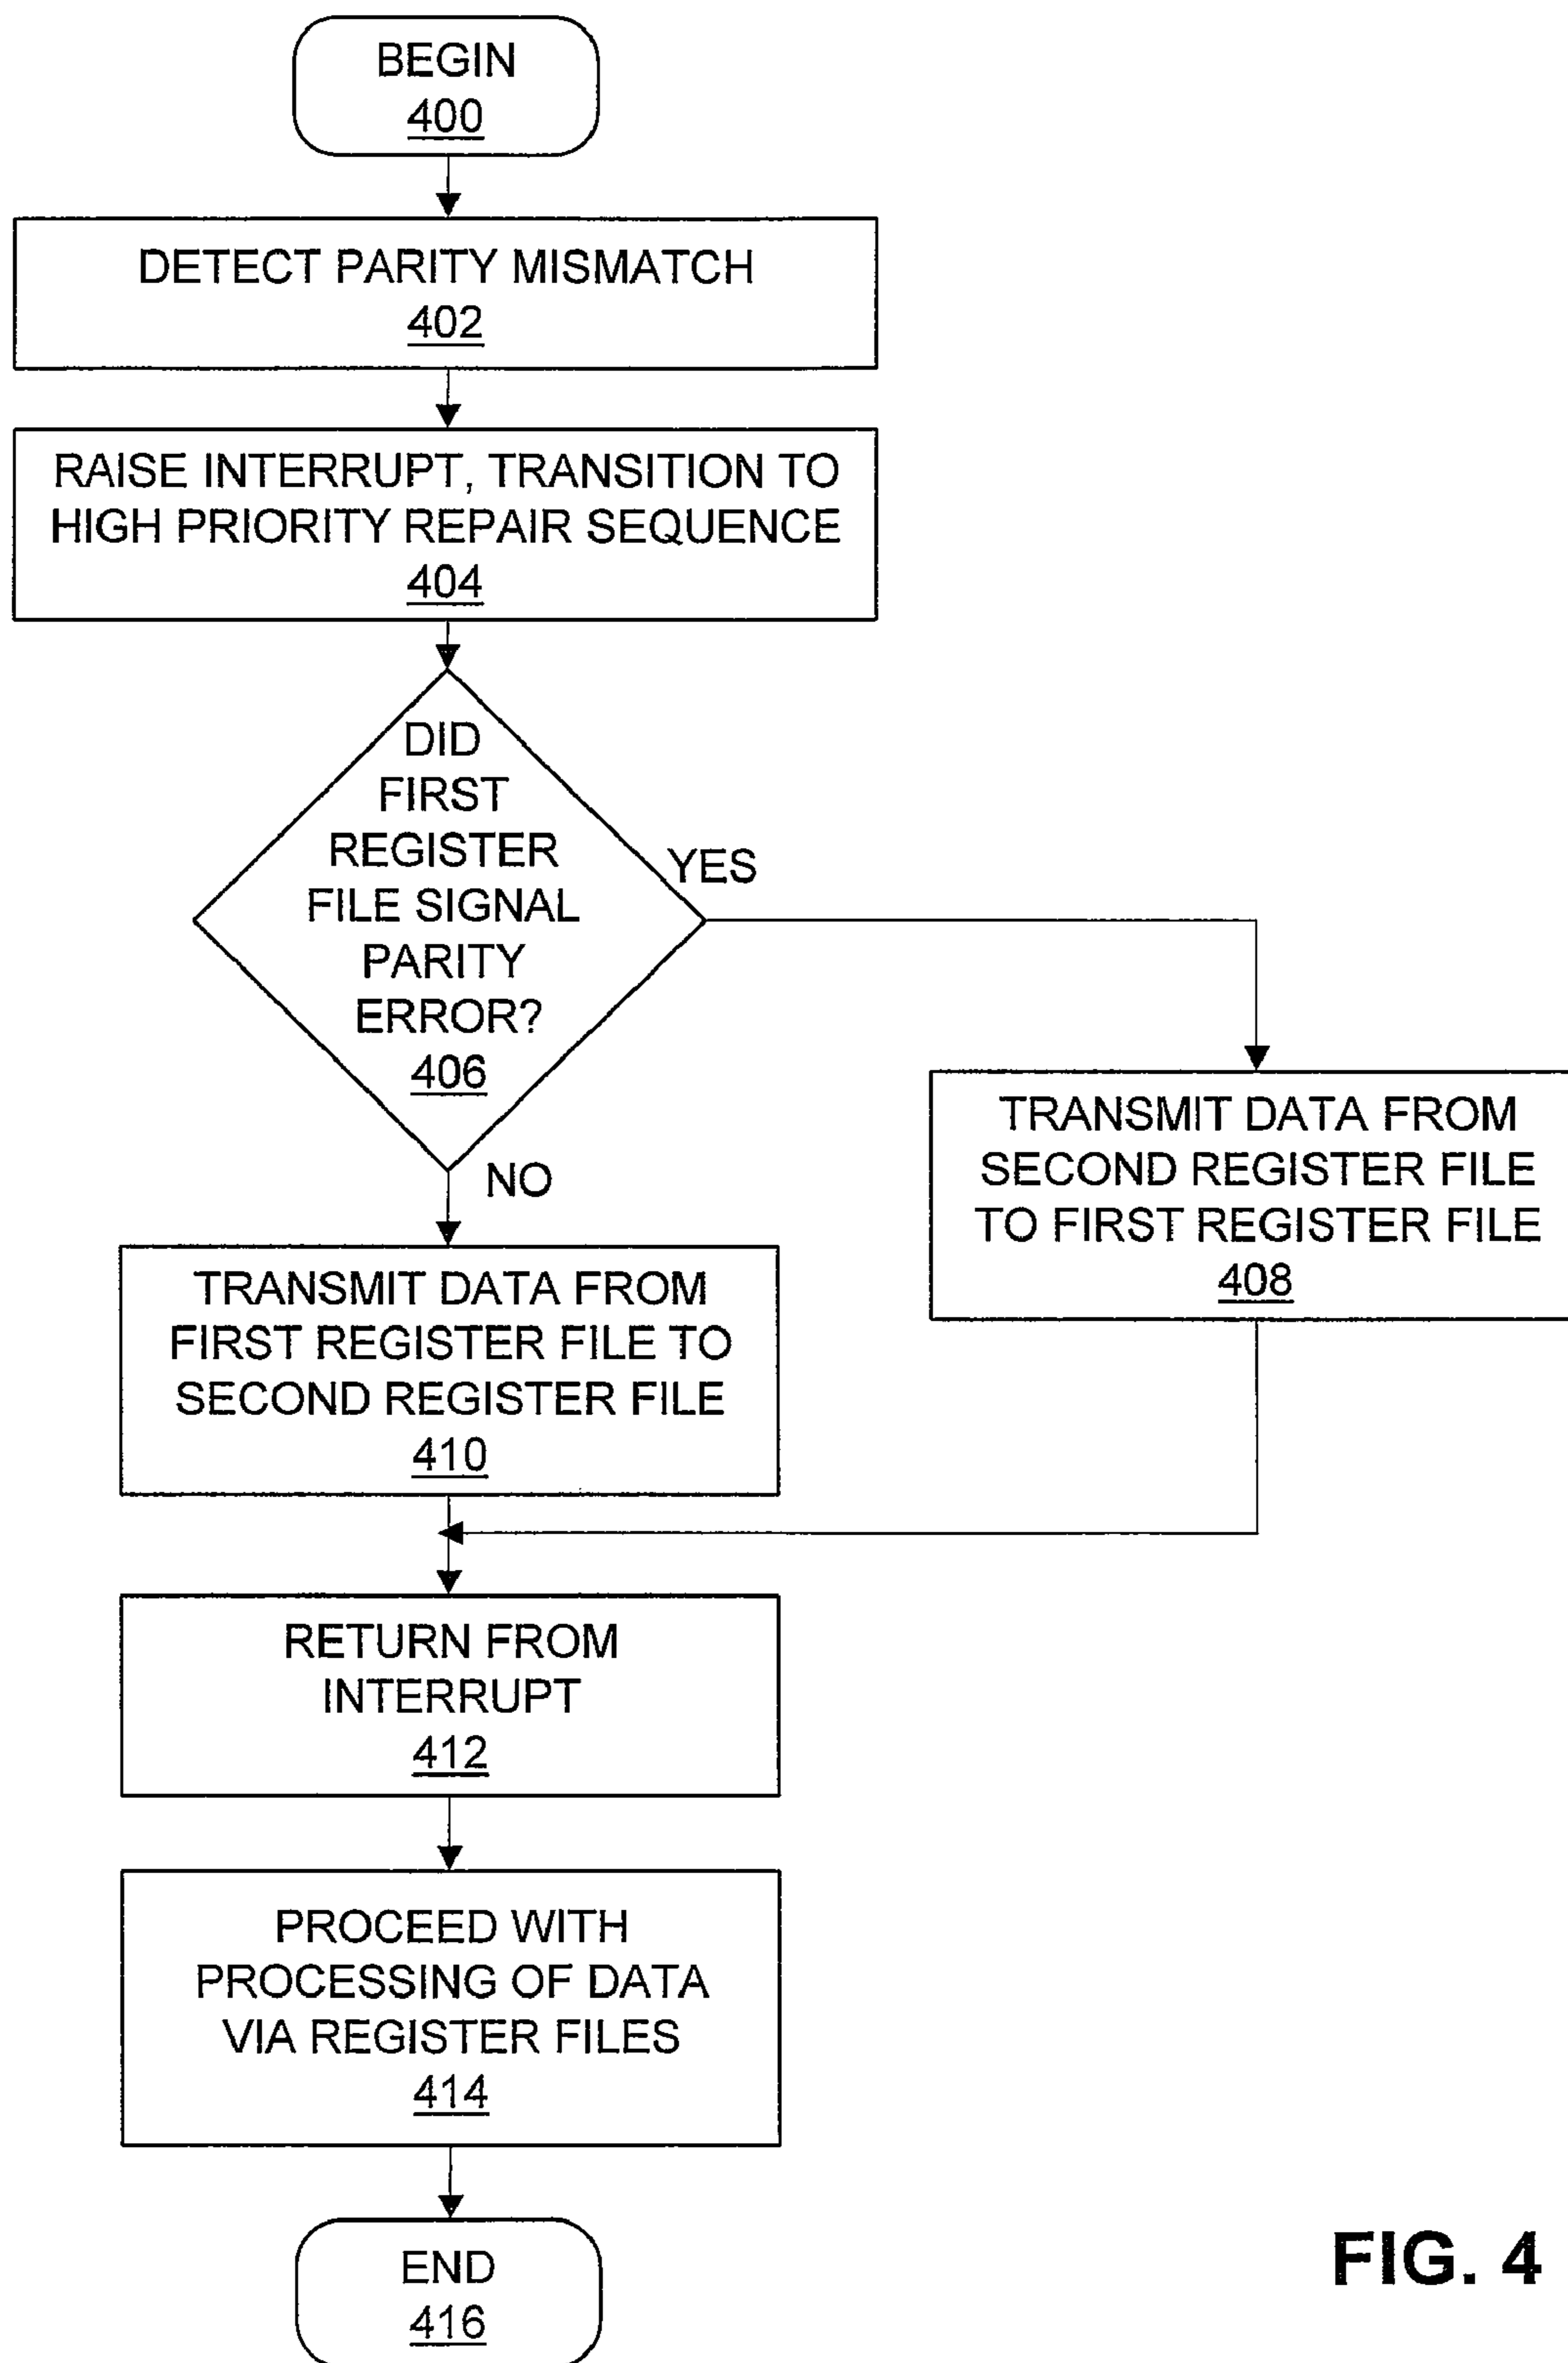 BEGIN
400
DETECT PARITY MISMATCH
402
RAISE INTERRUPT, TRANSITION TO
HIGH PRIORITY REPAIR SEQUENCE
404
DID
FIRST
REGISTER
FILE SIGNAL
PARITY
ERROR?
406
YES
NO
TRANSMIT DATA FROM
SECOND REGISTER FILE
TO FIRST REGISTER FILE
408
TRANSMIT DATA FROM
FIRST REGISTER FILE TO
SECOND REGISTER FILE
410
RETURN FROM
INTERRUPT
412
PROCEED WITH
PROCESSING OF DATA
VIA REGISTER FILES
414
END
416
FIG. 4